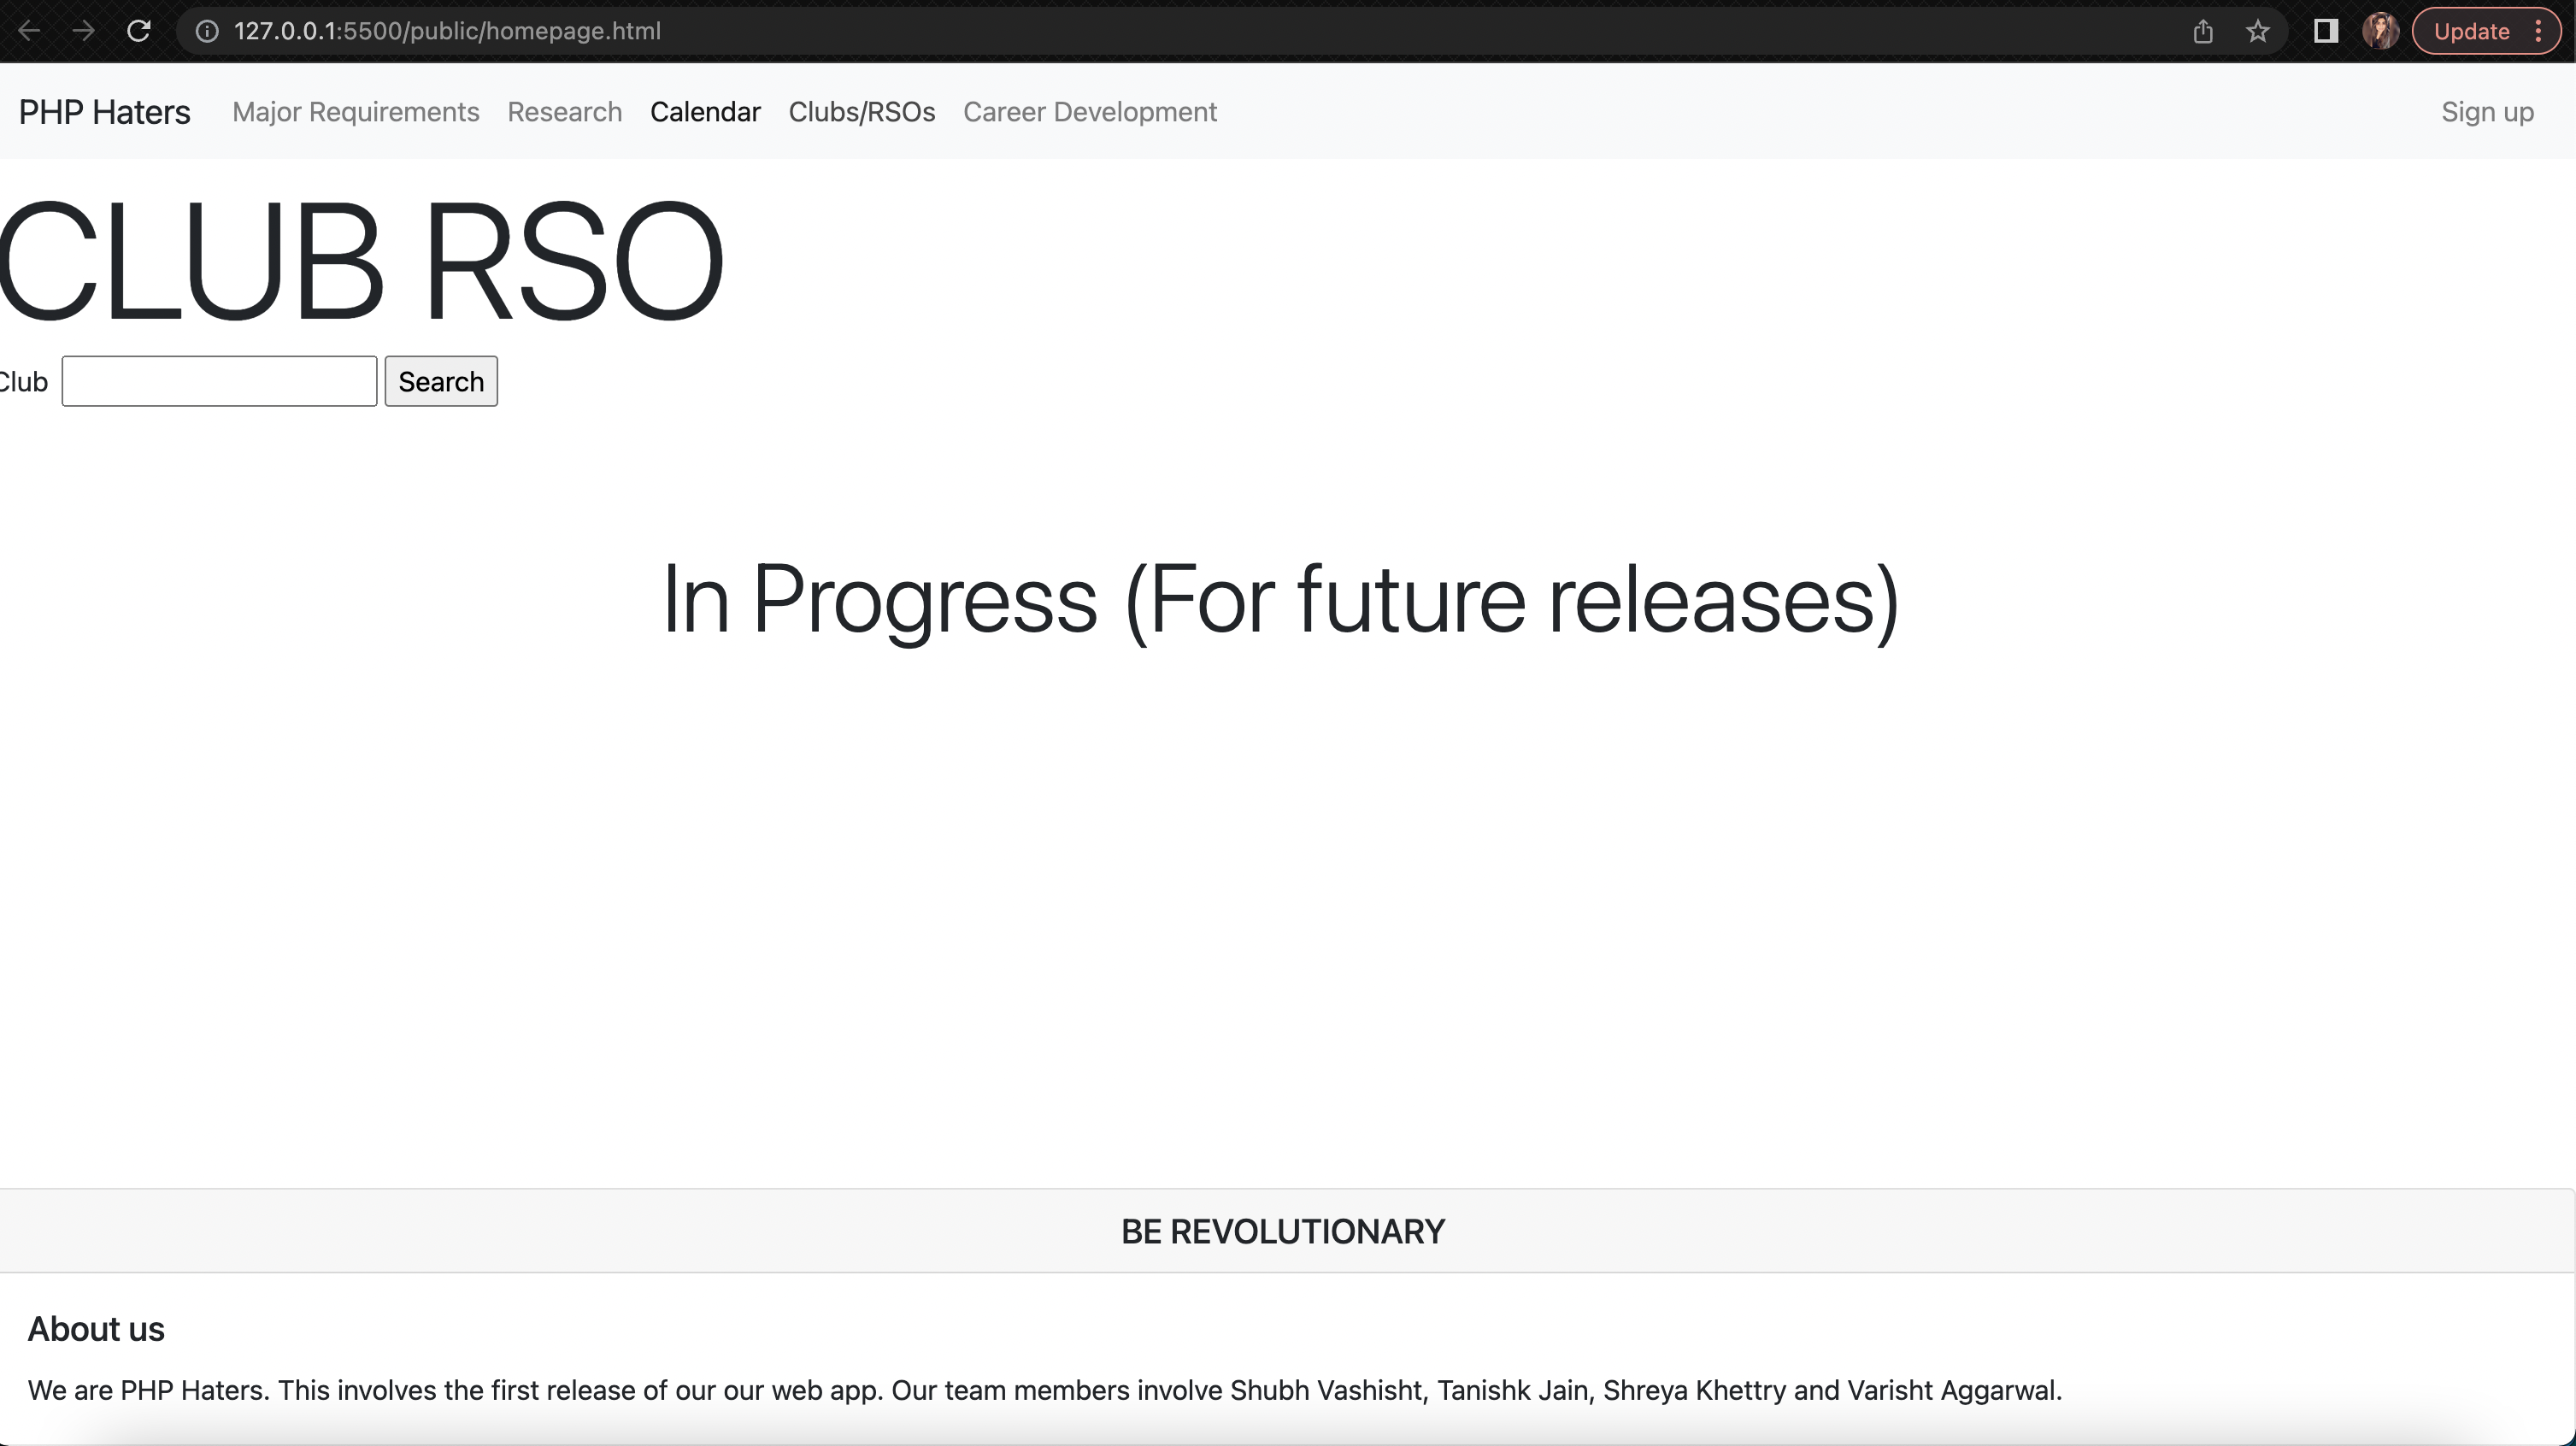 127.0.0.1:5500/public/homepage.html Update
PHP Haters Major Requirements Research Calendar Clubs/RSOs Career Development Sign up
CLUB RSO
Club Search
In Progress (For future releases)
BE REVOLUTIONARY
About us
We are PHP Haters. This involves the first release of our our web app. Our team members involve Shubh Vashisht, Tanishk Jain, Shreya Khettry and Varisht Aggarwal.